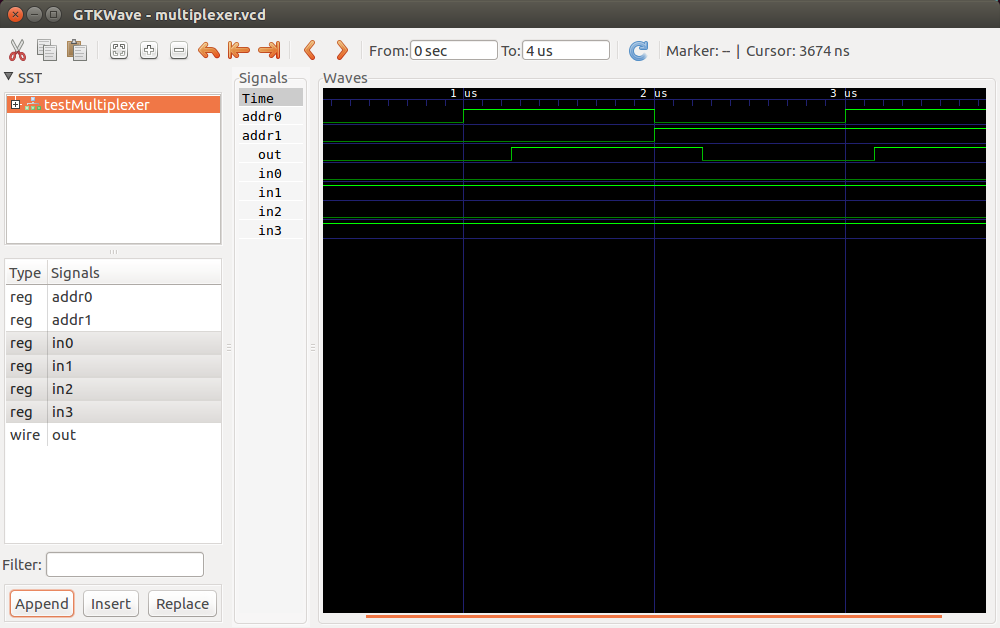 GTKWave - multiplexer.vcd
From: 0 sec To: 4 us Marker: -- | Cursor: 3674 ns
SST
testMultiplexer
Type Signals
reg addr0
reg addr1
reg in0
reg in1
reg in2
reg in3
wire out
Filter:
Append Insert Replace
Signals
Time
addr0
addr1
out
in0
in1
in2
in3
Waves
1 us 2 us 3 us